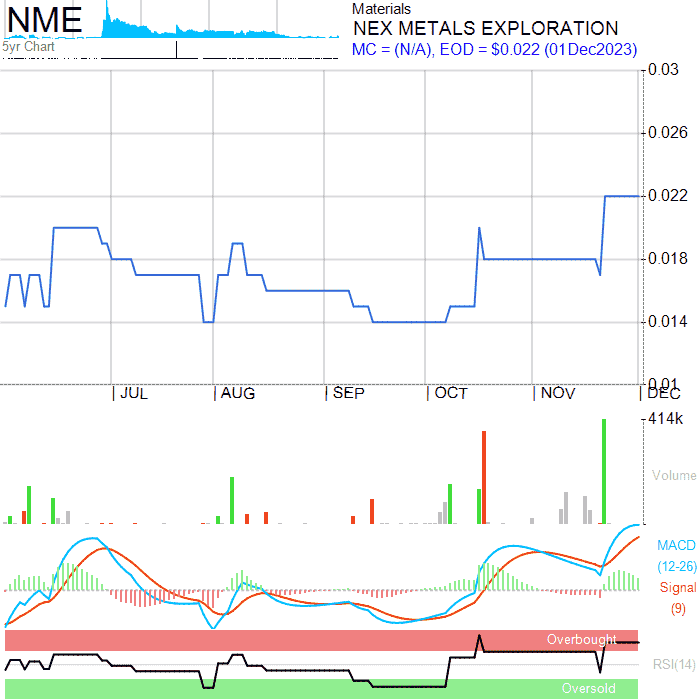 NME
5yr Chart
Materials
NEX METALS EXPLORATION
MC = (N/A), EOD = $0.022 (01Dec2023)
0.03
0.026
0.022
0.018
0.014
0.01
JUL AUG SEP OCT NOV DEC
414k
Volume
MACD
(12-26)
Signal
(9)
Overbought
RSI(14)
Oversold